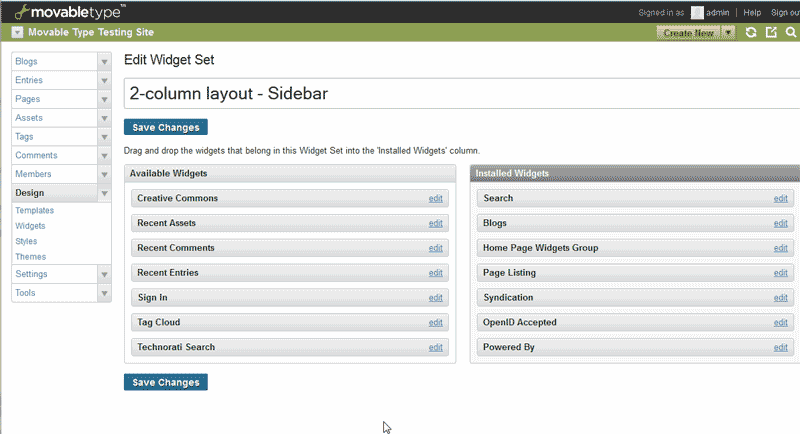 movabletype™
Signed in as admin Help Sign out
Movable Type Testing Site
Create New
Blogs
Entries
Pages
Assets
Tags
Comments
Members
Design
Templates
Widgets
Styles
Themes
Settings
Tools
Edit Widget Set
2-column layout - Sidebar
Save Changes
Drag and drop the widgets that belong in this Widget Set into the 'Installed Widgets' column.
Available Widgets
Creative Commons edit
Recent Assets edit
Recent Comments edit
Recent Entries edit
Sign In edit
Tag Cloud edit
Technorati Search edit
Installed Widgets
Search edit
Blogs edit
Home Page Widgets Group edit
Page Listing edit
Syndication edit
OpenID Accepted edit
Powered By edit
Save Changes